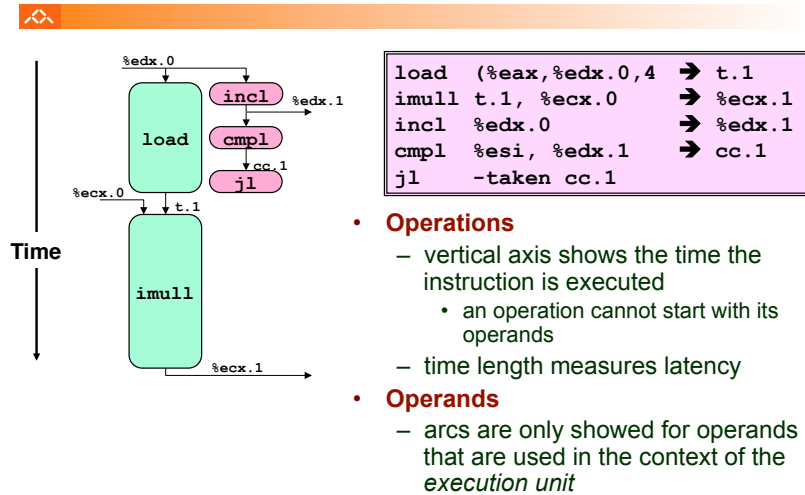 %edx.0
incl
%edx.1
load
cmpl
cc.1
jl
%ecx.0
t.1
Time
imull
%ecx.1
load (%eax,%edx.0,4 ➔ t.1
imull t.1, %ecx.0 ➔ %ecx.1
incl %edx.0 ➔ %edx.1
cmpl %esi, %edx.1 ➔ cc.1
jl -taken cc.1
• Operations
– vertical axis shows the time the
instruction is executed
• an operation cannot start with its
operands
– time length measures latency
• Operands
– arcs are only showed for operands
that are used in the context of the
execution unit